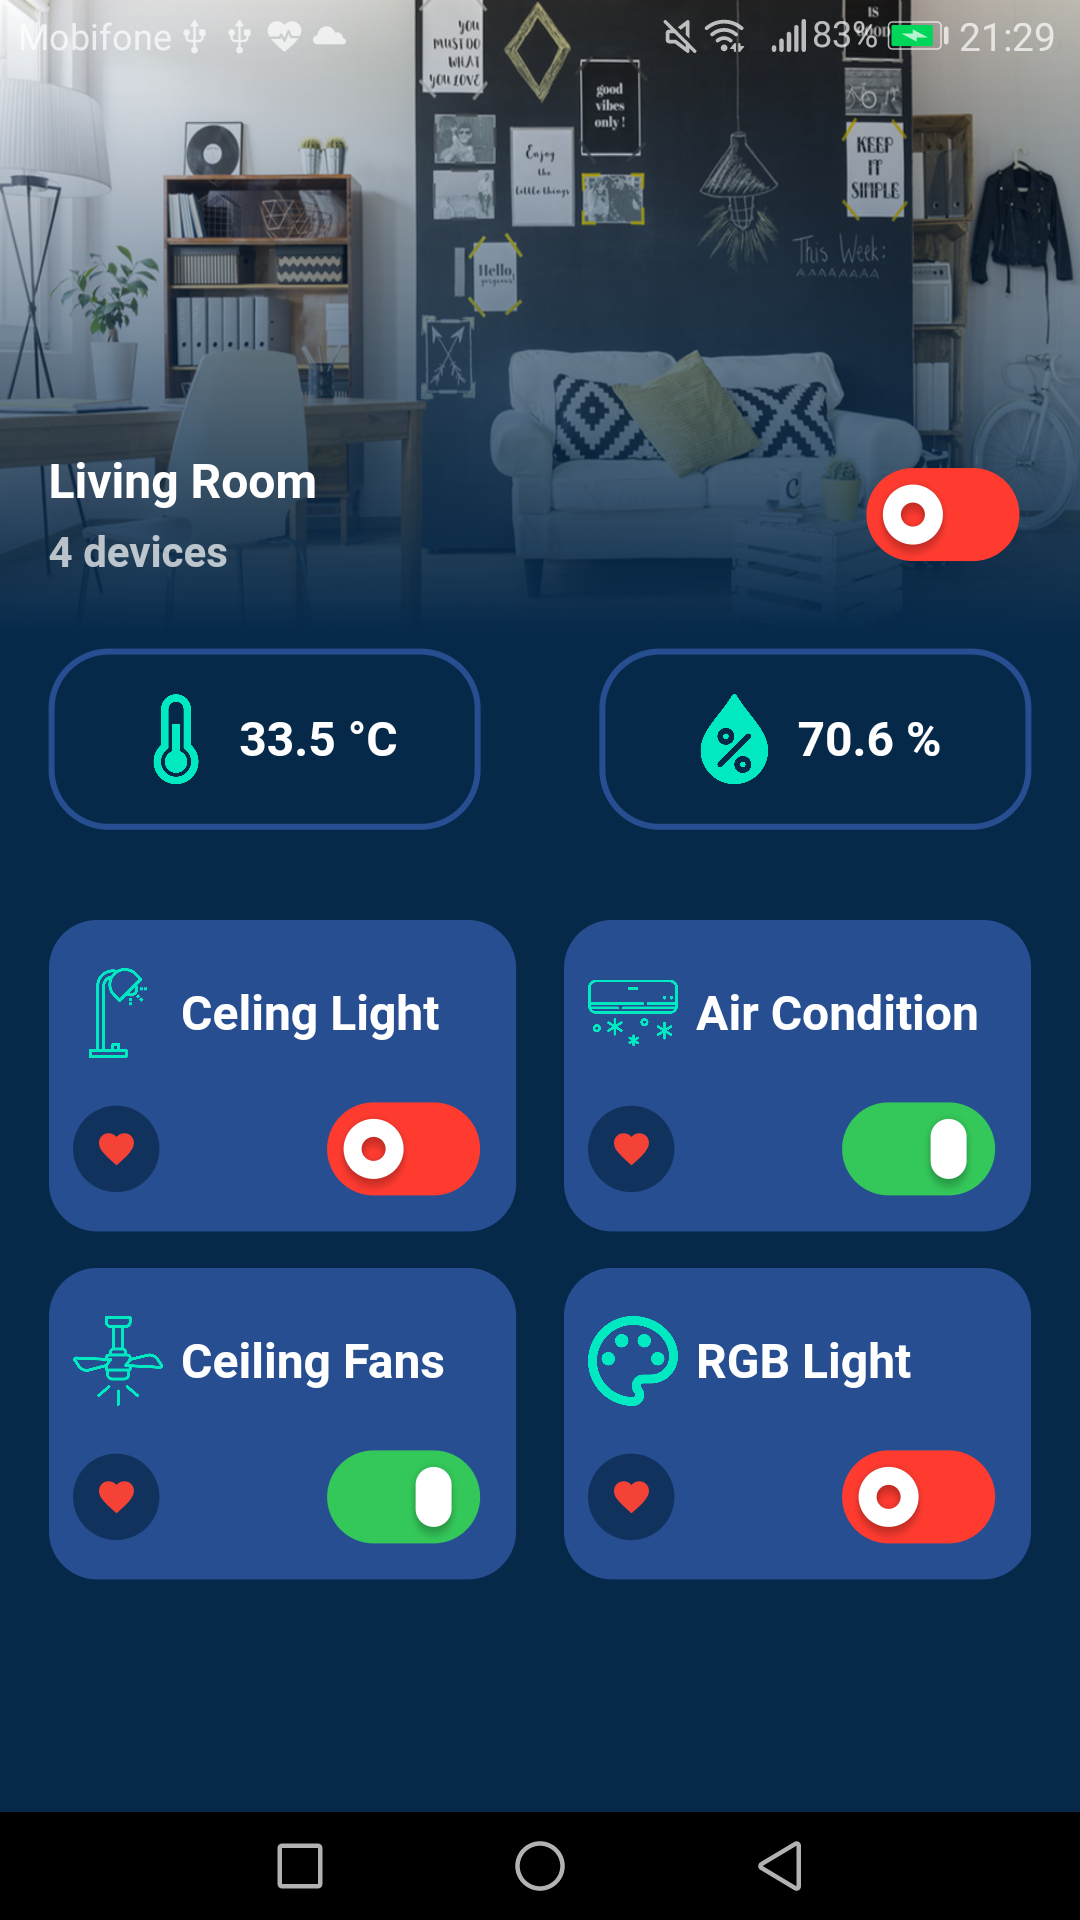 Mobifone 83% 21:29
YOU
MUST DO
WHAT
YOU LOVE
good
vibes
only!
Enjoy
the
little things
IS
KEEP
IT
SIMPLE
This Week:
Hello,
gorgeous!
C
Living Room
4 devices
33.5 °C
70.6 %
Celing Light
Air Condition
Ceiling Fans
RGB Light